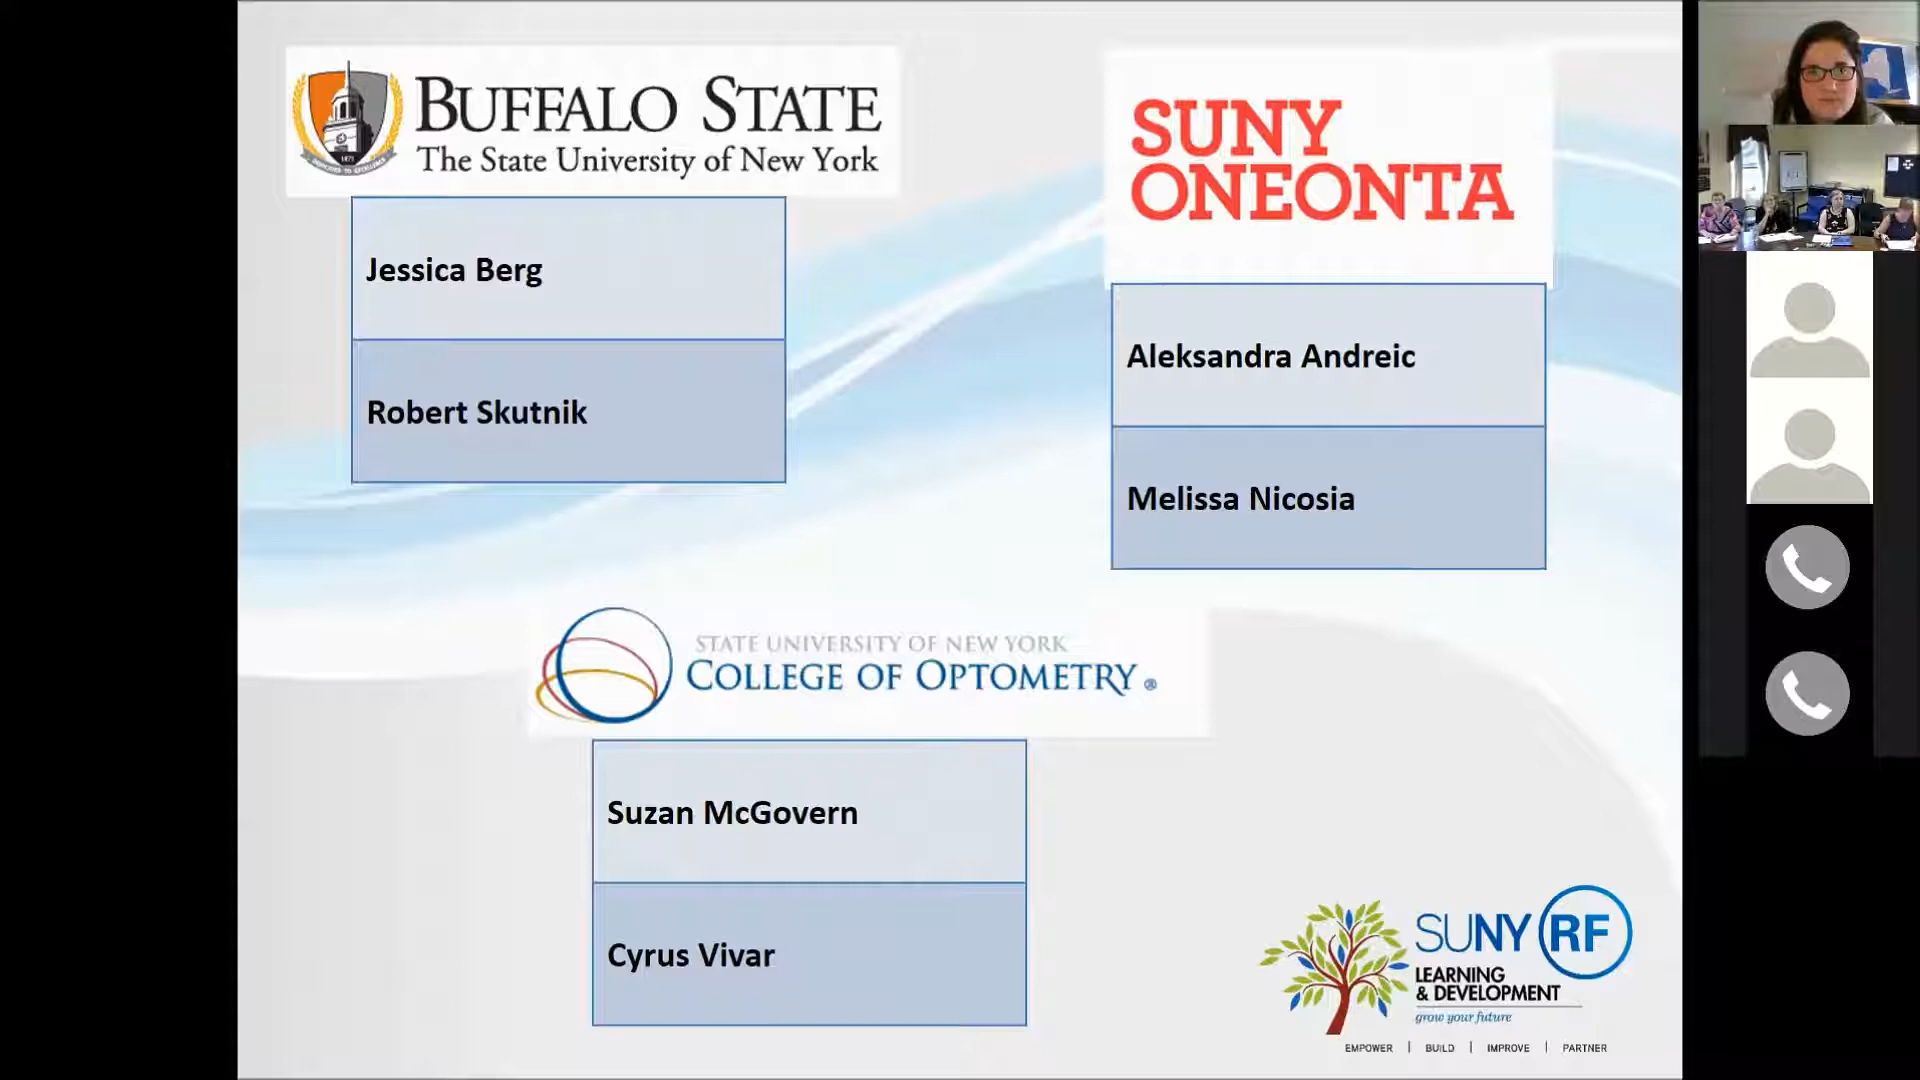 BUFFALO STATE
The State University of New York
Jessica Berg
Robert Skutnik
SUNY
ONEONTA
Aleksandra Andreic
Melissa Nicosia
STATE UNIVERSITY OF NEW YORK
COLLEGE OF OPTOMETRY®
Suzan McGovern
Cyrus Vivar
SUNY RF
LEARNING
& DEVELOPMENT
grow your future
EMPOWER | BUILD | IMPROVE | PARTNER